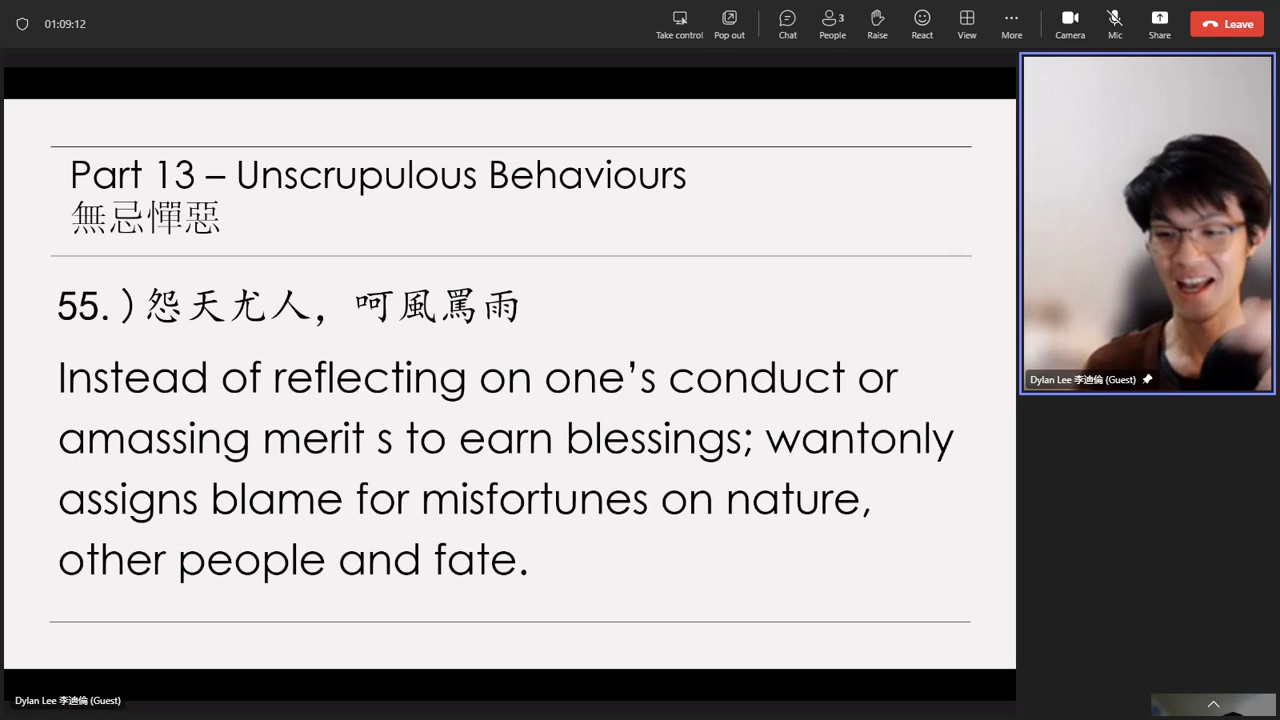 01:09:12
Take control
Pop out
Chat
3
People
Raise
React
View
More
Camera
Mic
Share
Leave
Part 13 – Unscrupulous Behaviours
無忌憚惡
55. ) 怨天尤人，呵風罵雨
Instead of reflecting on one’s conduct or
amassing merit s to earn blessings; wantonly
assigns blame for misfortunes on nature,
other people and fate.
Dylan Lee 李迪倫 (Guest)
Dylan Lee 李迪倫 (Guest)